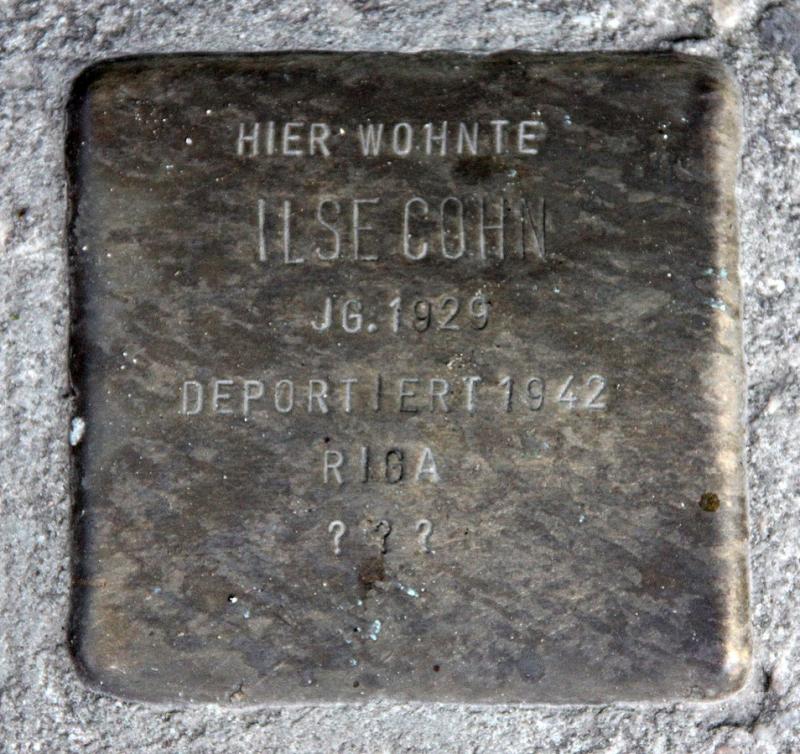 HIER WOHNTE
ILSE COHN
JG. 1929
DEPORTIERT 1942
RIGA
? ? ?